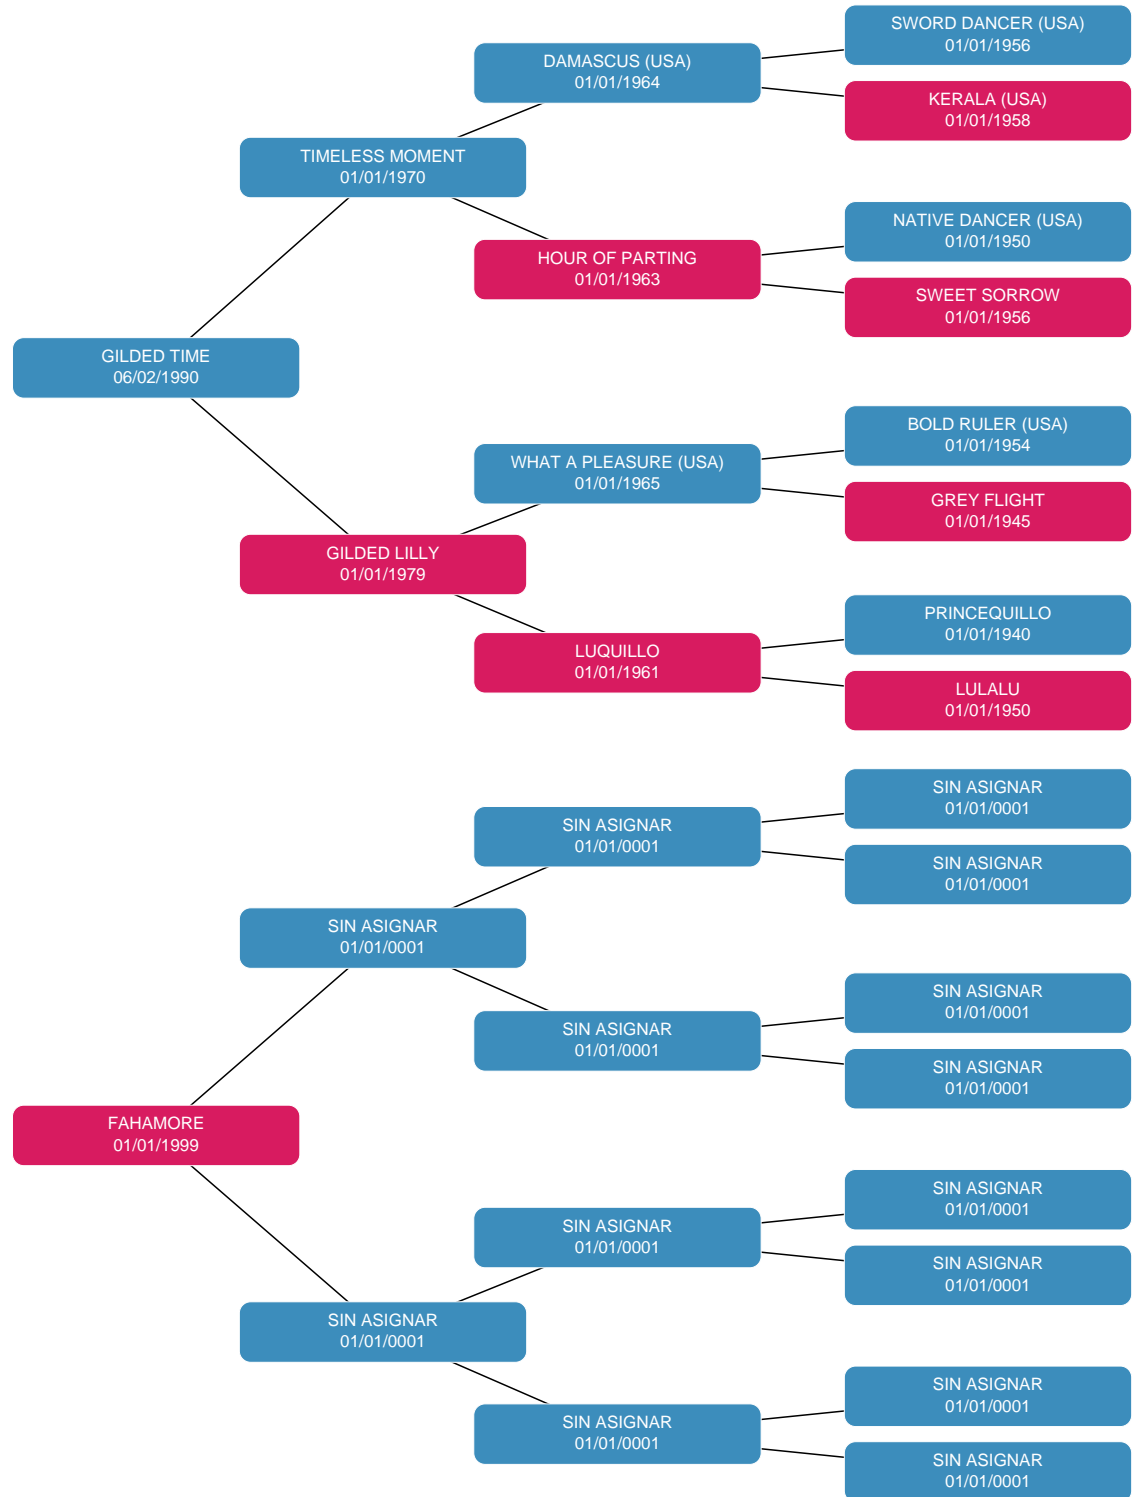 SWORD DANCER (USA)
01/01/1956
DAMASCUS (USA)
01/01/1964
KERALA (USA)
01/01/1958
TIMELESS MOMENT
01/01/1970
NATIVE DANCER (USA)
01/01/1950
HOUR OF PARTING
01/01/1963
SWEET SORROW
01/01/1956
GILDED TIME
06/02/1990
BOLD RULER (USA)
01/01/1954
WHAT A PLEASURE (USA)
01/01/1965
GREY FLIGHT
01/01/1945
GILDED LILLY
01/01/1979
PRINCEQUILLO
01/01/1940
LUQUILLO
01/01/1961
LULALU
01/01/1950
SIN ASIGNAR
01/01/0001
SIN ASIGNAR
01/01/0001
SIN ASIGNAR
01/01/0001
SIN ASIGNAR
01/01/0001
SIN ASIGNAR
01/01/0001
SIN ASIGNAR
01/01/0001
SIN ASIGNAR
01/01/0001
FAHAMORE
01/01/1999
SIN ASIGNAR
01/01/0001
SIN ASIGNAR
01/01/0001
SIN ASIGNAR
01/01/0001
SIN ASIGNAR
01/01/0001
SIN ASIGNAR
01/01/0001
SIN ASIGNAR
01/01/0001
SIN ASIGNAR
01/01/0001